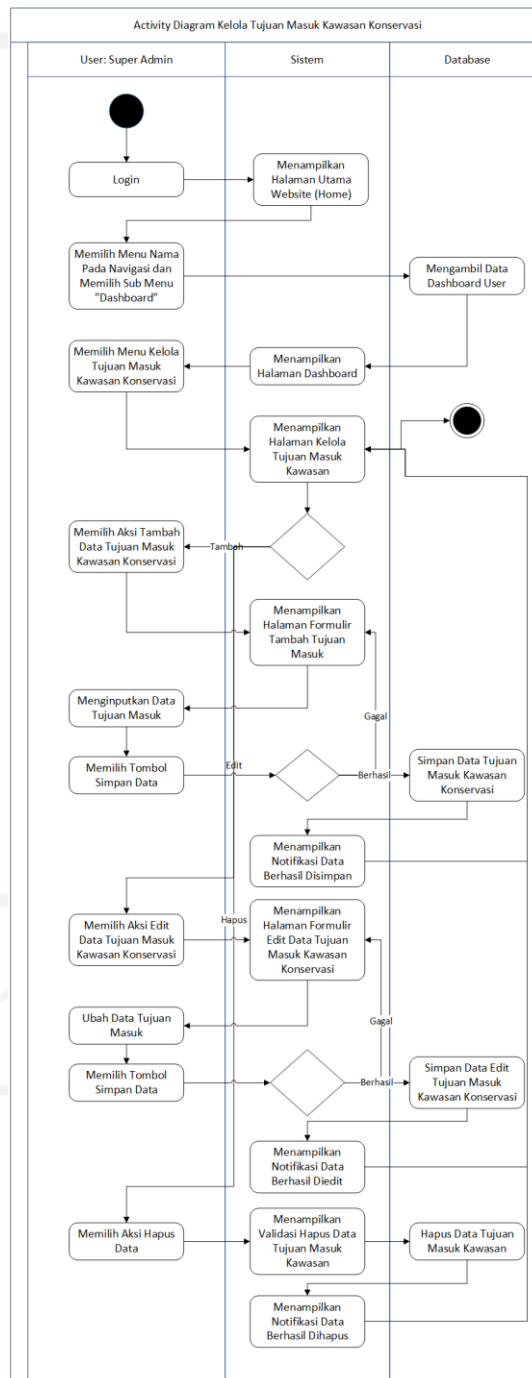 Activity Diagram Kelola Tujuan Masuk Kawasan Konservasi
User: Super Admin
Sistem
Database
Login
Menampilkan
Halaman Utama
Website (Home)
Memilih Menu Nama
Pada Navigasi dan
Memilih Sub Menu
"Dashboard"
Mengambil Data
Dashboard User
Memilih Menu Kelola
Tujuan Masuk
Kawasan Konservasi
Menampilkan
Halaman Dashboard
Menampilkan
Halaman Kelola
Tujuan Masuk
Kawasan
Memilih Aksi Tambah
Data Tujuan Masuk
Kawasan Konservasi
Tambah
Menampilkan
Halaman Formulir
Tambah Tujuan
Masuk
Menginputkan Data
Tujuan Masuk
Gagal
Memilih Tombol
Simpan Data
Edit
Berhasil
Simpan Data Tujuan
Masuk Kawasan
Konservasi
Menampilkan
Notifikasi Data
Berhasil Disimpan
Memilih Aksi Edit
Data Tujuan Masuk
Kawasan Konservasi
Hapus
Menampilkan
Halaman Formulir
Edit Data Tujuan
Masuk Kawasan
Konservasi
Ubah Data Tujuan
Masuk
Gagal
Memilih Tombol
Simpan Data
Berhasil
Simpan Data Edit
Tujuan Masuk
Kawasan Konservasi
Menampilkan
Notifikasi Data
Berhasil Diedit
Memilih Aksi Hapus
Data
Menampilkan
Validasi Hapus Data
Tujuan Masuk
Kawasan
Hapus Data Tujuan
Masuk Kawasan
Menampilkan
Notifikasi Data
Berhasil Dihapus